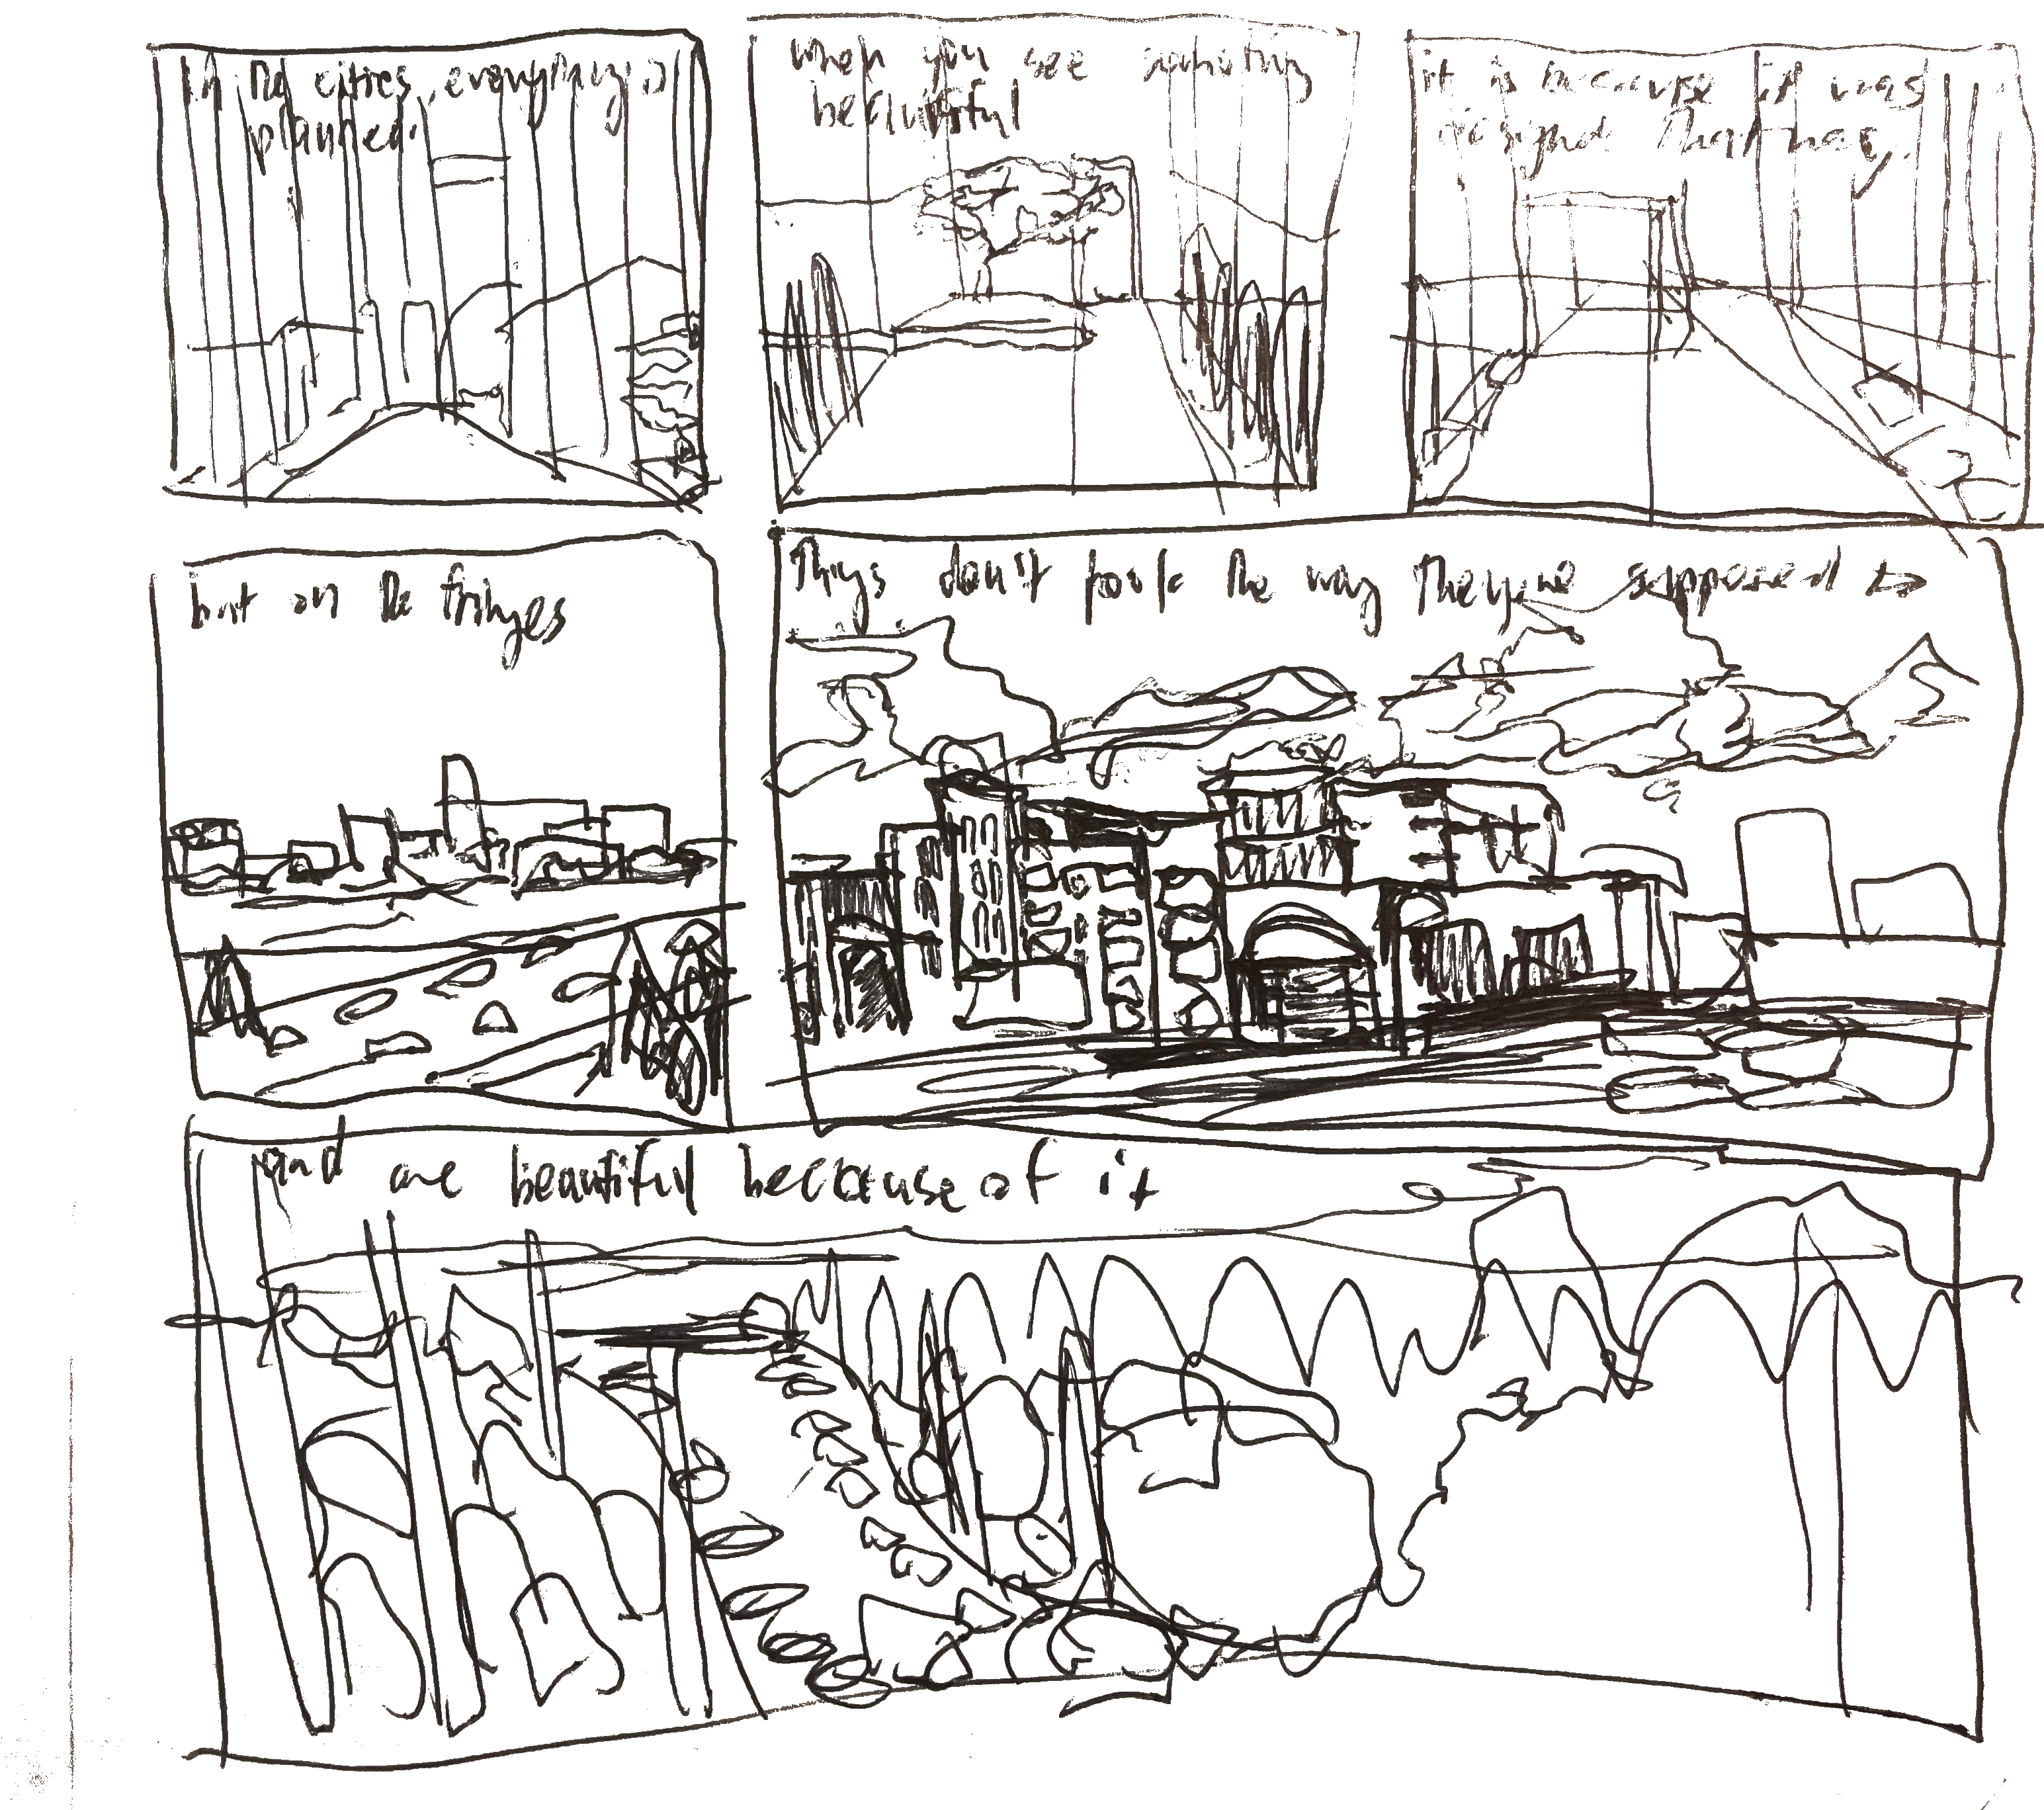 In the cities, everything is
planned.
when you see something
beautiful
it is because it was
designed that way.
but on the fringes
Things don't look the way they're supposed to
and are beautiful because of it